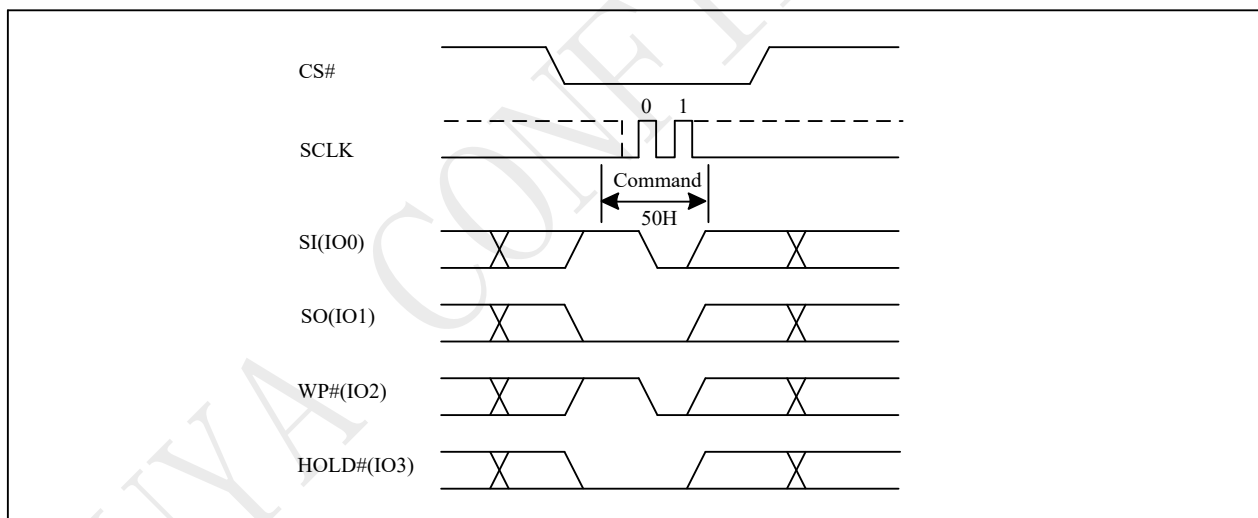 CS#
0 1
SCLK
Command
50H
SI(IO0)
SO(IO1)
WP#(IO2)
HOLD#(IO3)